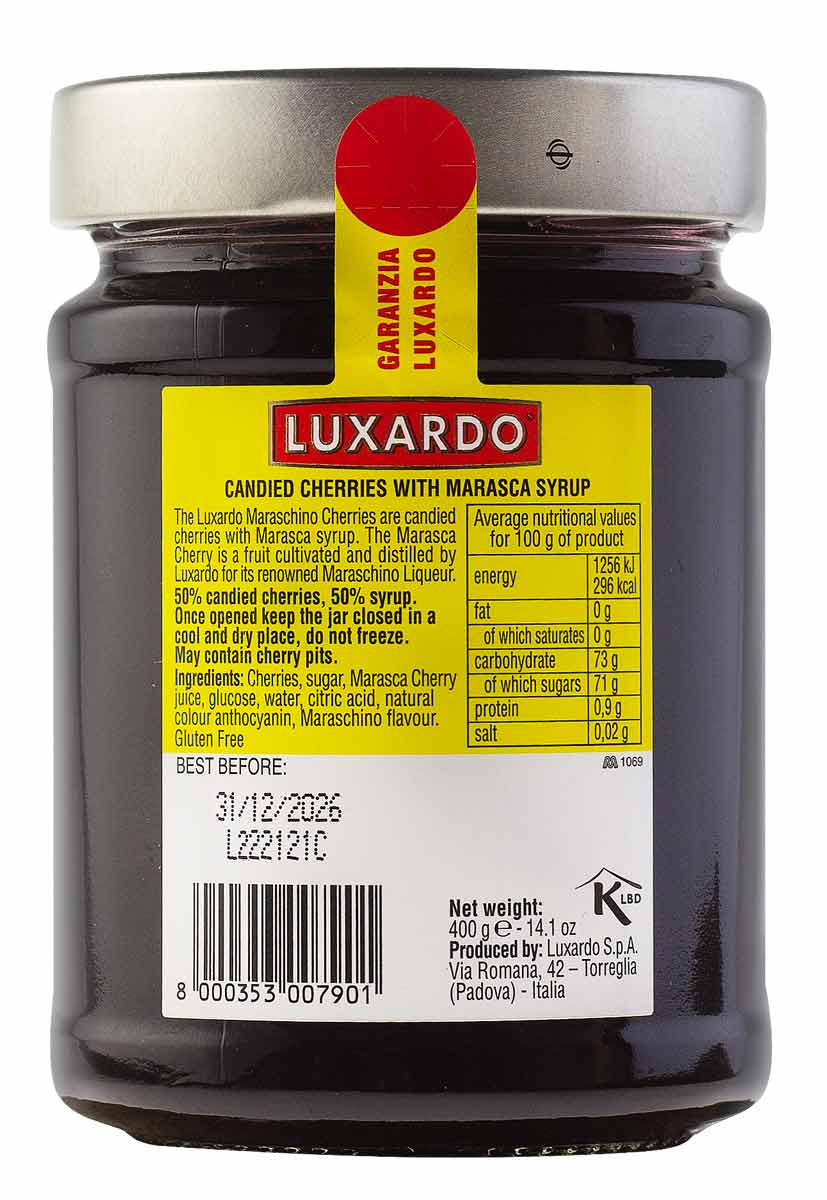 GARANZIA
LUXARDO
LUXARDO
CANDIED CHERRIES WITH MARASCA SYRUP
The Luxardo Maraschino Cherries are candied
cherries with Marasca syrup. The Marasca
Cherry is a fruit cultivated and distilled by
Luxardo for its renowned Maraschino Liqueur.
50% candied cherries, 50% syrup.
Once opened keep the jar closed in a
cool and dry place, do not freeze.
May contain cherry pits.
Ingredients: Cherries, sugar, Marasca Cherry
juice, glucose, water, citric acid, natural
colour anthocyanin, Maraschino flavour.
Gluten Free
Average nutritional values
for 100 g of product
energy 1256 kJ
296 kcal
fat 0 g
of which saturates 0 g
carbohydrate 73 g
of which sugars 71 g
protein 0,9 g
salt 0,02 g
BEST BEFORE:
1069
31/12/2026
L222121C
8 000353 007901
K LBD
Net weight:
400 g e - 14.1 oz
Produced by: Luxardo S.p.A.
Via Romana, 42 – Torreglia
(Padova) - Italia